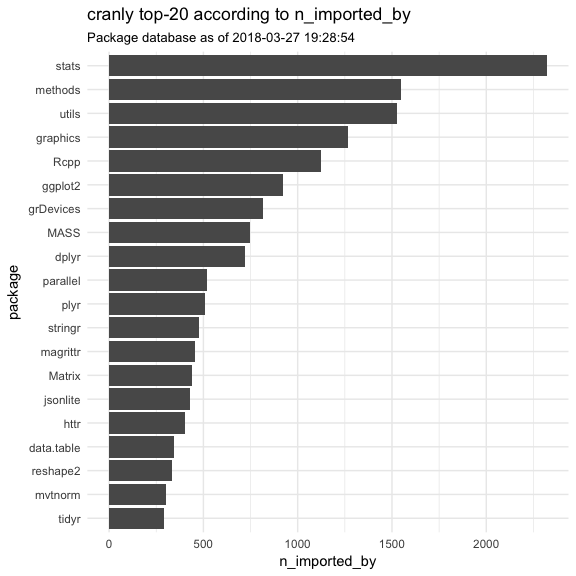 cranly top-20 according to n_imported_by
Package database as of 2018-03-27 19:28:54
package
stats
methods
utils
graphics
Rcpp
ggplot2
grDevices
MASS
dplyr
parallel
plyr
stringr
magrittr
Matrix
jsonlite
httr
data.table
reshape2
mvtnorm
tidyr
0 500 1000 1500 2000
n_imported_by